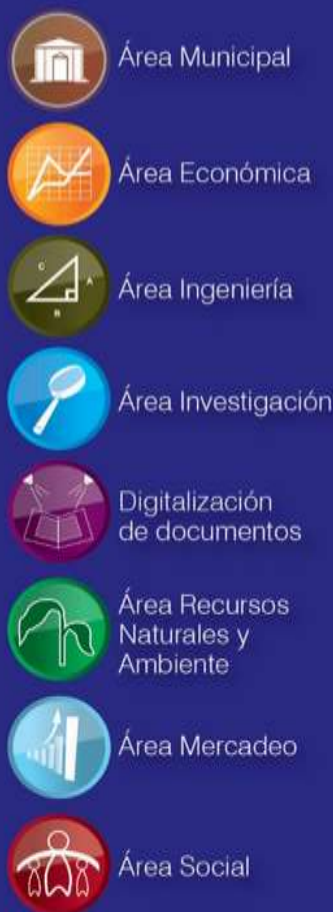 Área Municipal
Área Económica
C
A
B
Área Ingeniería
Área Investigación
Digitalización
de documentos
Área Recursos
Naturales y
Ambiente
Área Mercadeo
Área Social